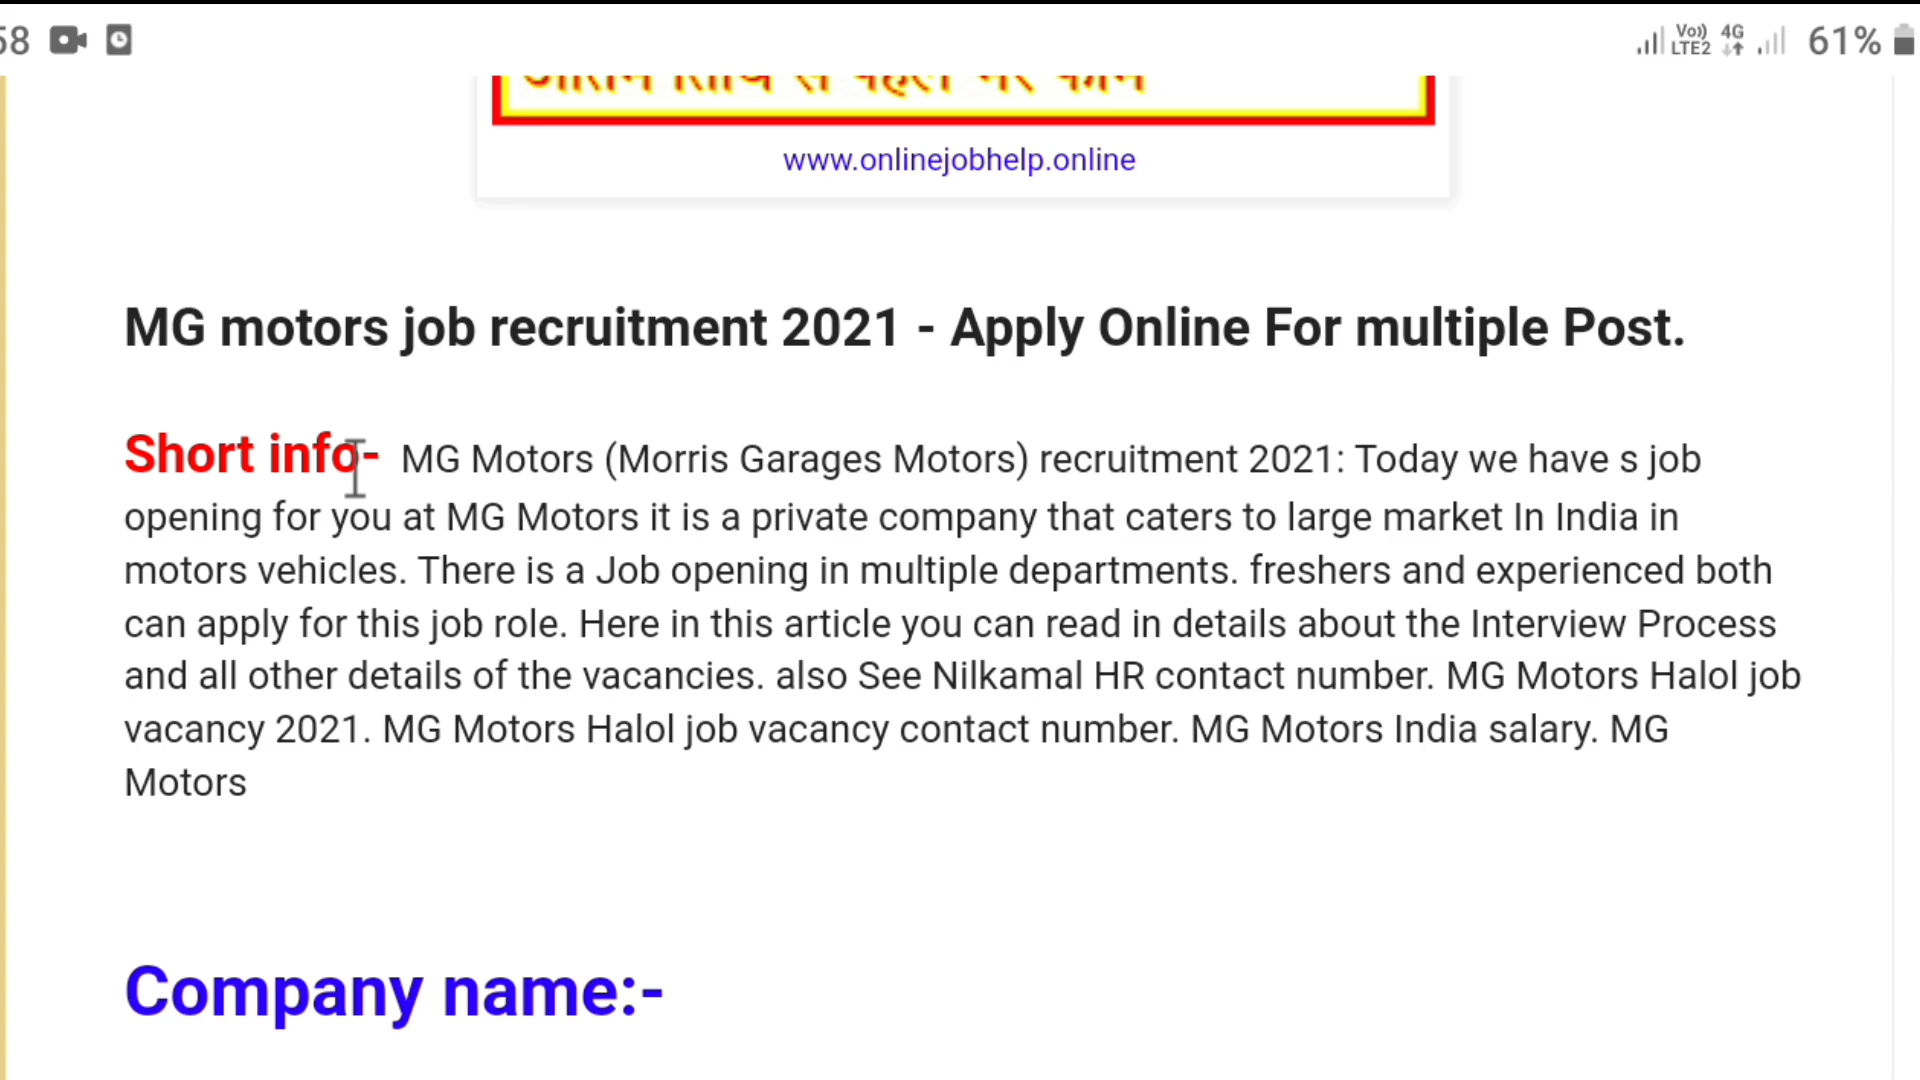 58
Vo)) 4G
LTE2
61%
अंतिम तिथि से पहले भरे फॉर्म
www.onlinejobhelp.online
MG motors job recruitment 2021 - Apply Online For multiple Post.
Short info- MG Motors (Morris Garages Motors) recruitment 2021: Today we have s job
opening for you at MG Motors it is a private company that caters to large market In India in
motors vehicles. There is a Job opening in multiple departments. freshers and experienced both
can apply for this job role. Here in this article you can read in details about the Interview Process
and all other details of the vacancies. also See Nilkamal HR contact number. MG Motors Halol job
vacancy 2021. MG Motors Halol job vacancy contact number. MG Motors India salary. MG
Motors
Company name:-